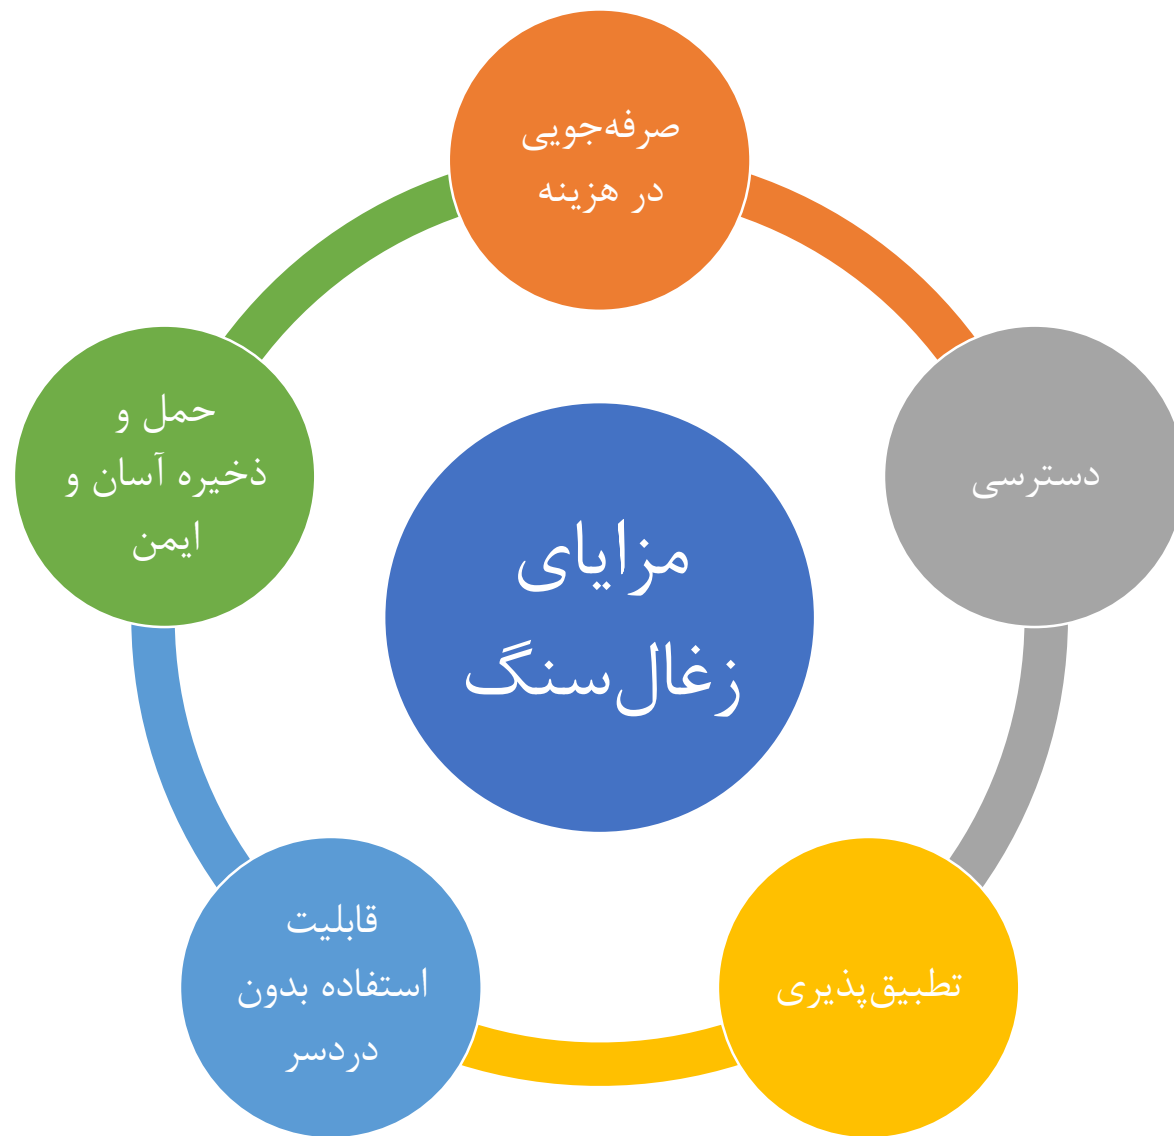 صرفه‌جویی
در هزینه
دسترسی
تطبیق‌پذیری
قابلیت
استفاده بدون
دردسر
حمل و
ذخیره آسان و
ایمن
مزایای
زغال‌سنگ